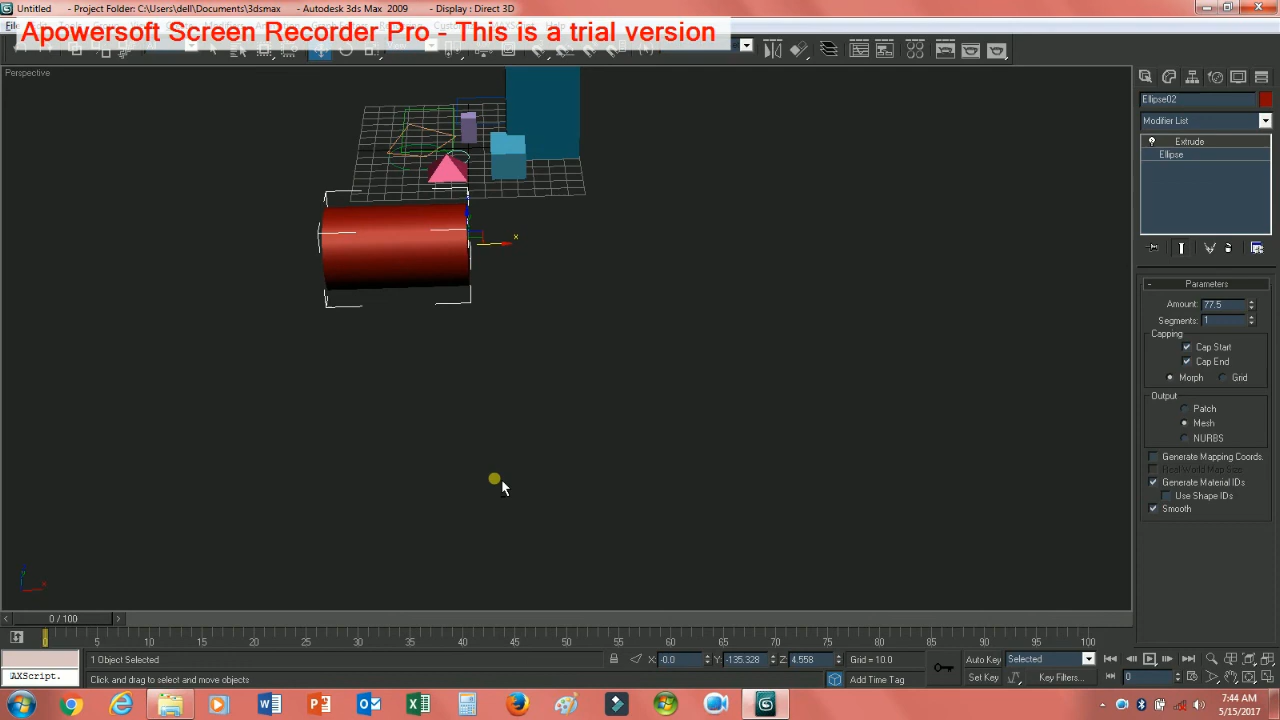 Untitled - Project Folder: C:\Users\dell\Documents\3dsmax - Autodesk 3ds Max 2009 - Display : Direct 3D
Apowersoft Screen Recorder Pro - This is a trial version
Perspective
Ellipse02
Modifier List
Extrude
Ellipse
x
- Parameters
Amount: 77.5
Segments: 1
Capping
Cap Start
Cap End
Morph Grid
Output
Patch
Mesh
NURBS
Generate Mapping Coords.
Real-World Map Size
Generate Material IDs
Use Shape IDs
Smooth
0 / 100
0 5 10 15 20 25 30 35 40 45 50 55 60 65 70 75 80 85 90 95 100
1 Object Selected X: -0.0 Y: -135.328 Z: 4.558 Grid = 10.0 Auto Key Selected
AXScript. Click and drag to select and move objects Add Time Tag Set Key Key Filters... 0
7:44 AM
5/15/2017